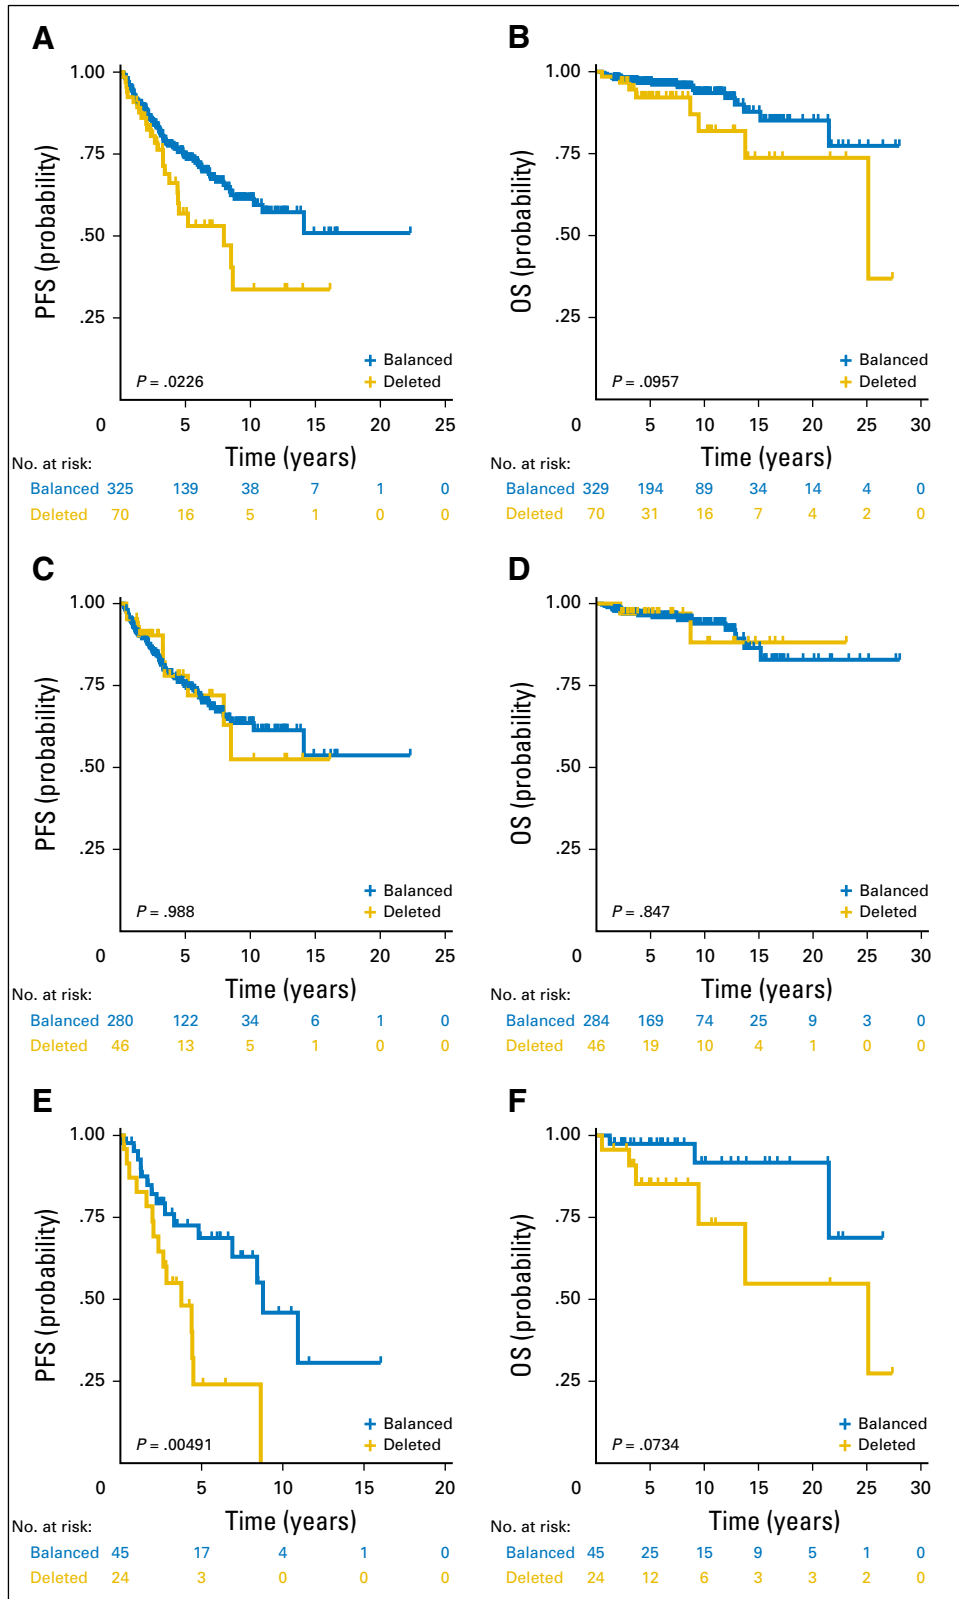 A
PFS (probability)
1.00
.75
.50
.25
Balanced
Deleted
P = .0226
0 5 10 15 20 25
Time (years)
No. at risk:
Balanced 325 139 38 7 1 0
Deleted 70 16 5 1 0 0
B
OS (probability)
1.00
.75
.50
.25
Balanced
Deleted
P = .0957
0 5 10 15 20 25 30
Time (years)
No. at risk:
Balanced 329 194 89 34 14 4 0
Deleted 70 31 16 7 4 2 0
C
PFS (probability)
1.00
.75
.50
.25
Balanced
Deleted
P = .988
0 5 10 15 20 25
Time (years)
No. at risk:
Balanced 280 122 34 6 1 0
Deleted 46 13 5 1 0 0
D
OS (probability)
1.00
.75
.50
.25
Balanced
Deleted
P = .847
0 5 10 15 20 25 30
Time (years)
No. at risk:
Balanced 284 169 74 25 9 3 0
Deleted 46 19 10 4 1 0 0
E
PFS (probability)
1.00
.75
.50
.25
Balanced
Deleted
P = .00491
0 5 10 15 20
Time (years)
No. at risk:
Balanced 45 17 4 1 0
Deleted 24 3 0 0 0
F
OS (probability)
1.00
.75
.50
.25
Balanced
Deleted
P = .0734
0 5 10 15 20 25 30
Time (years)
No. at risk:
Balanced 45 25 15 9 5 1 0
Deleted 24 12 6 3 3 2 0